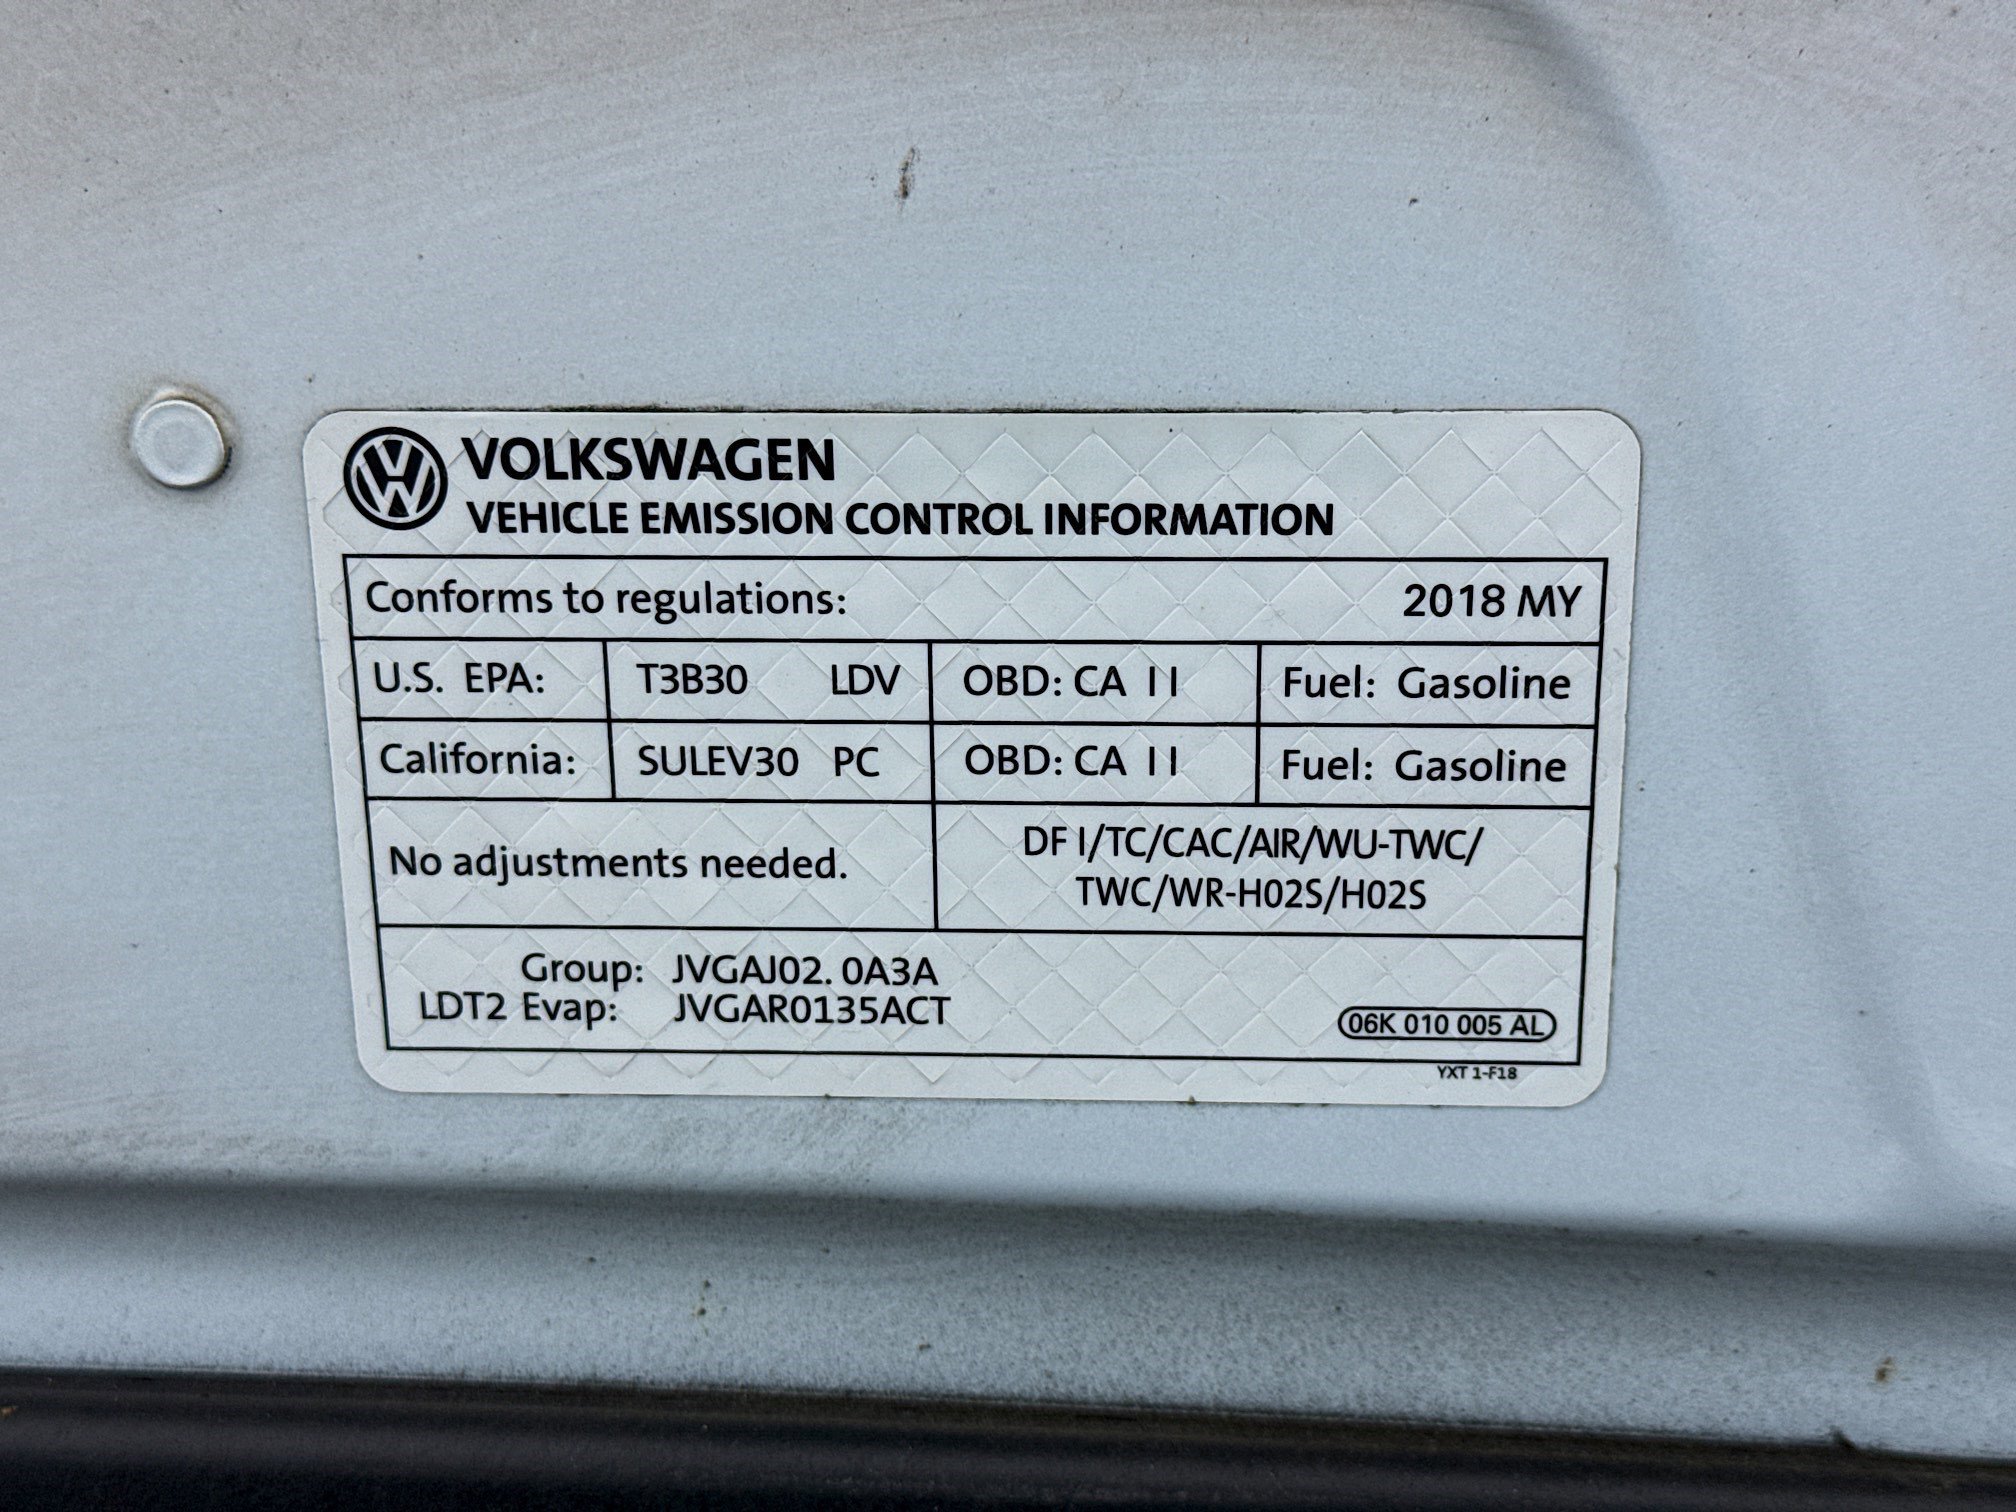 VOLKSWAGEN
VEHICLE EMISSION CONTROL INFORMATION
Conforms to regulations: 2018 MY
U.S. EPA: T3B30 LDV OBD: CA II Fuel: Gasoline
California: SULEV30 PC OBD: CA II Fuel: Gasoline
No adjustments needed.
DFI/TC/CAC/AIR/WU-TWC/
TWC/WR-H02S/H02S
Group: JVGAJ02.0A3A
LDT2 Evap: JVGAR0135ACT
06K 010 005 AL
YXT 1-F18